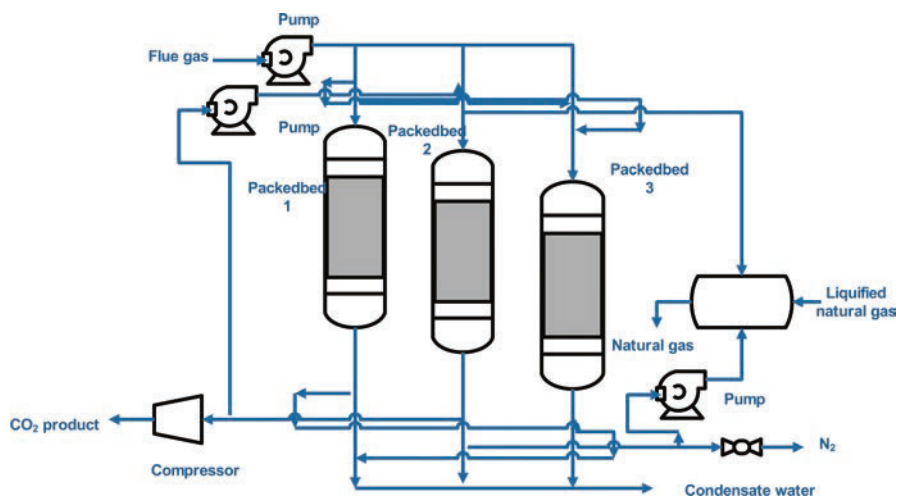 Pump
Flue gas
Pump
Packedbed
2
Packedbed
1
Packedbed
3
Liquified
natural gas
Natural gas
Pump
CO₂ product
N₂
Compressor
Condensate water